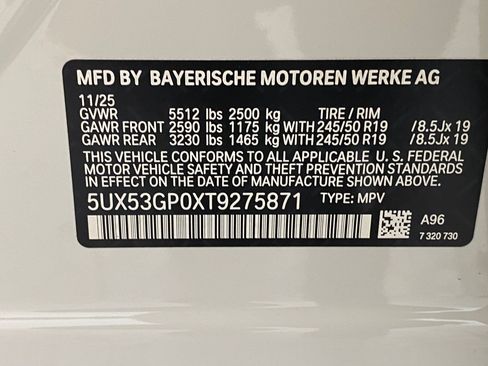 MFD BY BAYERISCHE MOTOREN WERKE AG
11/25
GVWR 5512 lbs 2500 kg TIRE / RIM
GAWR FRONT 2590 lbs 1175 kg WITH 245/50 R19 /8.5Jx 19
GAWR REAR 3230 lbs 1465 kg WITH 245/50 R19 /8.5Jx 19
THIS VEHICLE CONFORMS TO ALL APPLICABLE U. S. FEDERAL
MOTOR VEHICLE SAFETY AND THEFT PREVENTION STANDARDS
IN EFFECT ON THE DATE OF MANUFACTURE SHOWN ABOVE.
5UX53GP0XT9275871 TYPE: MPV
A96
7 320 730